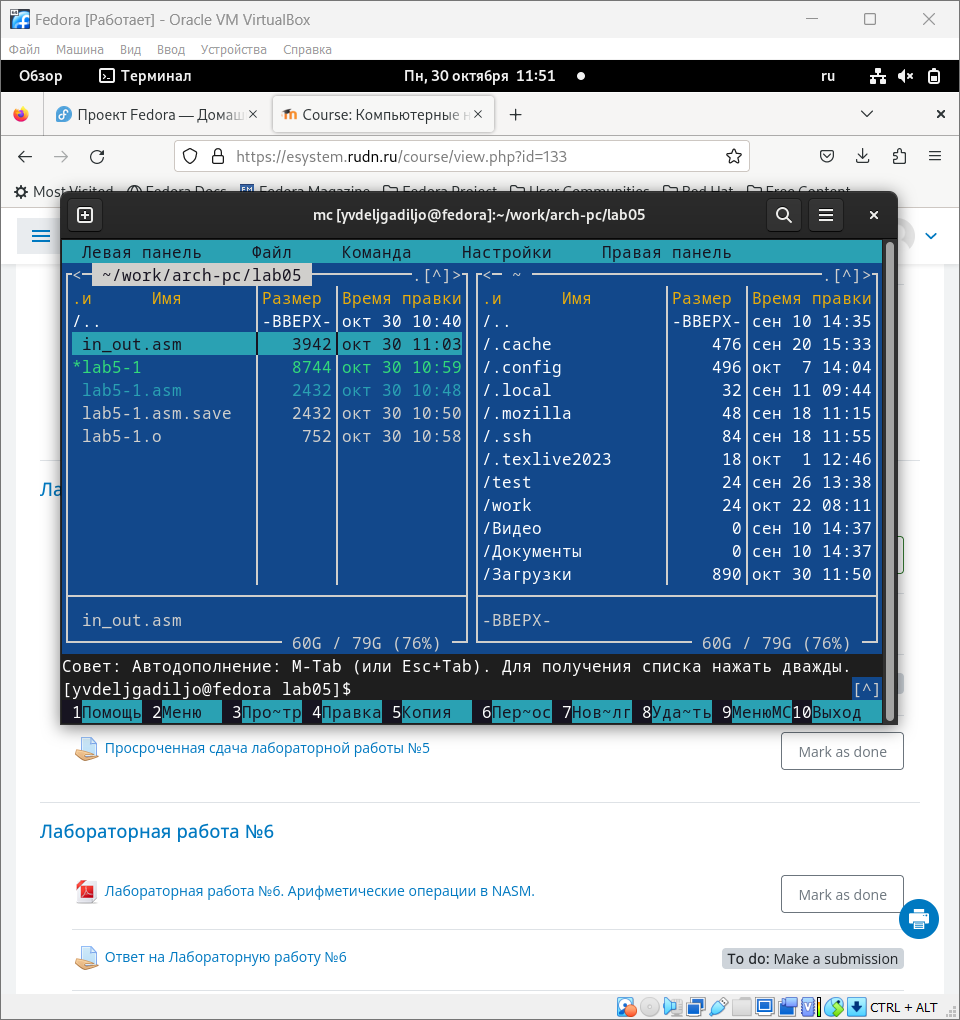 Fedora [Работает] - Oracle VM VirtualBox
Файл Машина Вид Ввод Устройства Справка
Обзор Терминал Пн, 30 октября 11:51 ru
Проект Fedora — Домаш Course: Компьютерные н
https://esystem.rudn.ru/course/view.php?id=133
Most Visited Fedora Docs Fedora Magazine Fedora Project User Communities Red Hat Free Content
mc [yvdeljgadiljo@fedora]:~/work/arch-pc/lab05
Левая панель Файл Команда Настройки Правая панель
<─ ~/work/arch-pc/lab05 .[^]> <─ ~ .[^]>
.и Имя Размер Время правки .и Имя Размер Время правки
/.. -ВВЕРХ- окт 30 10:40 /.. -ВВЕРХ- сен 10 14:35
in_out.asm 3942 окт 30 11:03 /.cache 476 сен 20 15:33
*lab5-1 8744 окт 30 10:59 /.config 496 окт 7 14:04
lab5-1.asm 2432 окт 30 10:48 /.local 32 сен 11 09:44
lab5-1.asm.save 2432 окт 30 10:50 /.mozilla 48 сен 18 11:15
lab5-1.o 752 окт 30 10:58 /.ssh 84 сен 18 11:55
/.texlive2023 18 окт 1 12:46
/test 24 сен 26 13:38
/work 24 окт 22 08:11
/Видео 0 сен 10 14:37
/Документы 0 сен 10 14:37
/Загрузки 890 окт 30 11:50
in_out.asm -ВВЕРХ-
60G / 79G (76%) 60G / 79G (76%)
Совет: Автодополнение: M-Tab (или Esc+Tab). Для получения списка нажать дважды.
[yvdeljgadiljo@fedora lab05]$ [^]
1Помощь 2Меню 3Про~тр 4Правка 5Копия 6Пер~ос 7Нов~лг 8Уда~ть 9МенюMC 10Выход
Ла
Просроченная сдача лабораторной работы №5 Mark as done
Лабораторная работа №6
Лабораторная работа №6. Арифметические операции в NASM. Mark as done
Ответ на Лабораторную работу №6 To do: Make a submission
CTRL + ALT